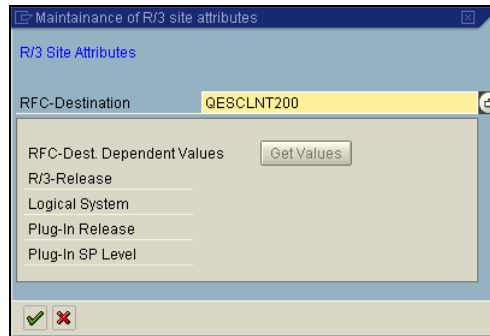 Maintainance of R/3 site attributes
R/3 Site Attributes
RFC-Destination QESCLNT200
RFC-Dest. Dependent Values Get Values
R/3-Release
Logical System
Plug-In Release
Plug-In SP Level